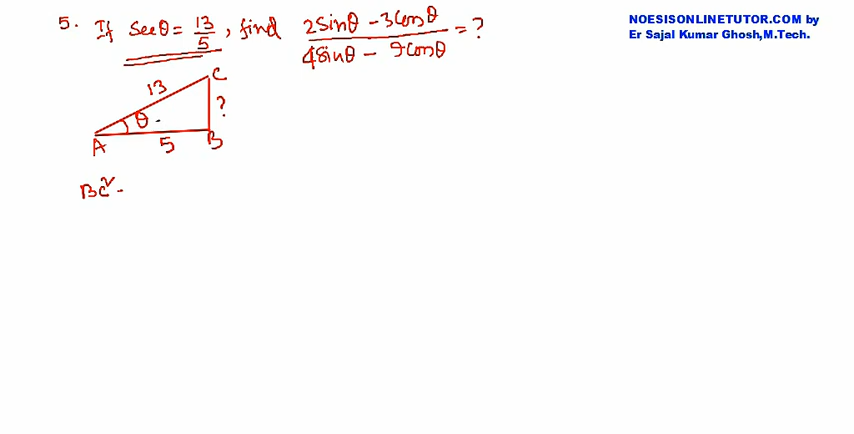 NOESISONLINETUTOR.COM by
Er Sajal Kumar Ghosh,M.Tech.
5. If Secθ = 13/5, find (2Sinθ - 3Cosθ)/(4Sinθ - 9Cosθ) = ?
C
13
?
θ
A
5
B
BC² -